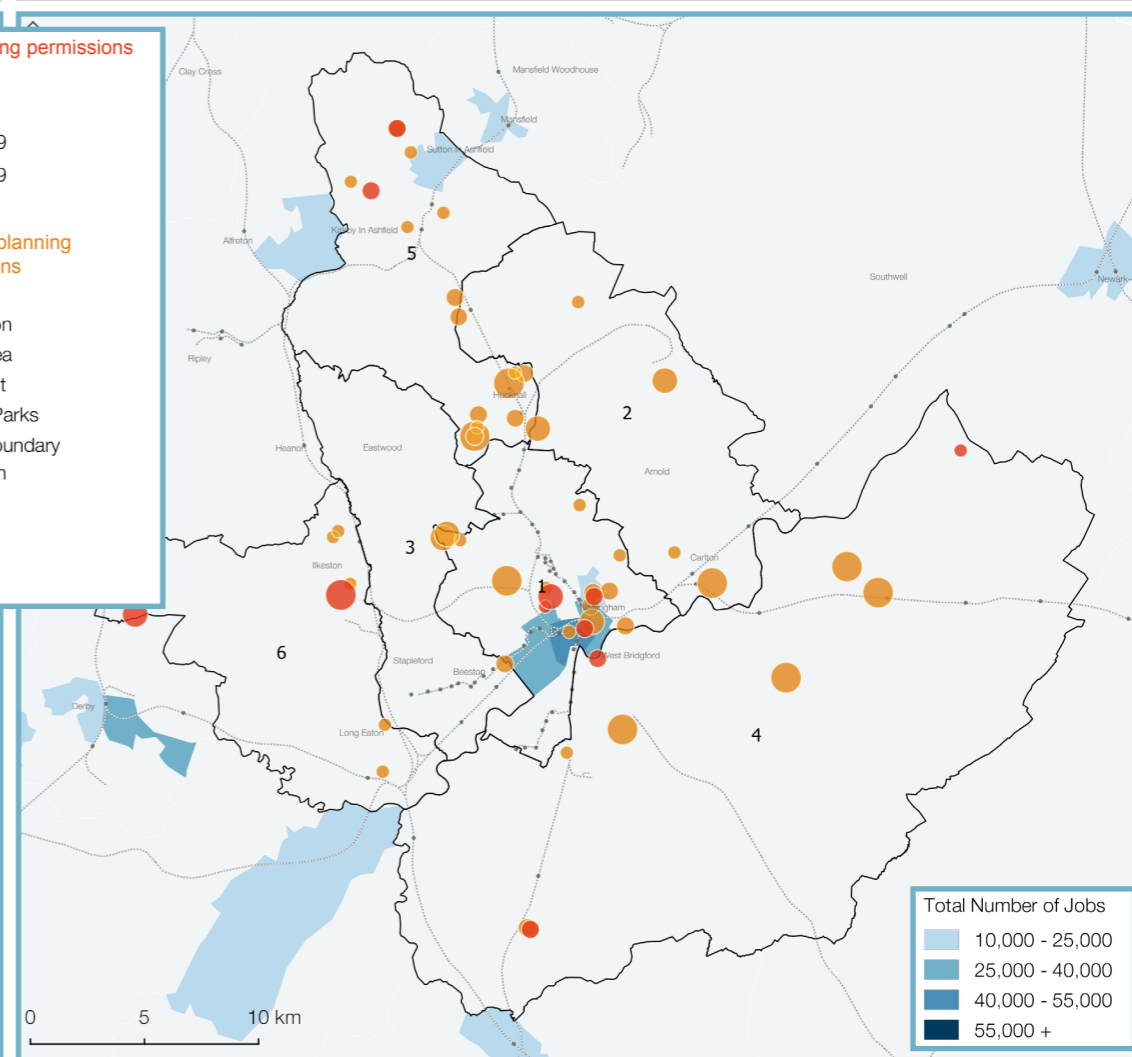 ng permissions
9
9
planning
ns
on
ea
t
Parks
oundary
n
Clay Cross
Mansfield Woodhouse
Mansfield
Sutton In Ashfield
Kirkby In Ashfield
Alfreton
5
Southwell
Newark
Ripley
Hucknall
2
Heanor
Eastwood
Arnold
3
Ilkeston
Carlton
1
6
Stapleford
Beeston
West Bridgford
Derby
Long Eaton
4
Total Number of Jobs
10,000 - 25,000
25,000 - 40,000
40,000 - 55,000
55,000 +
0 5 10 km